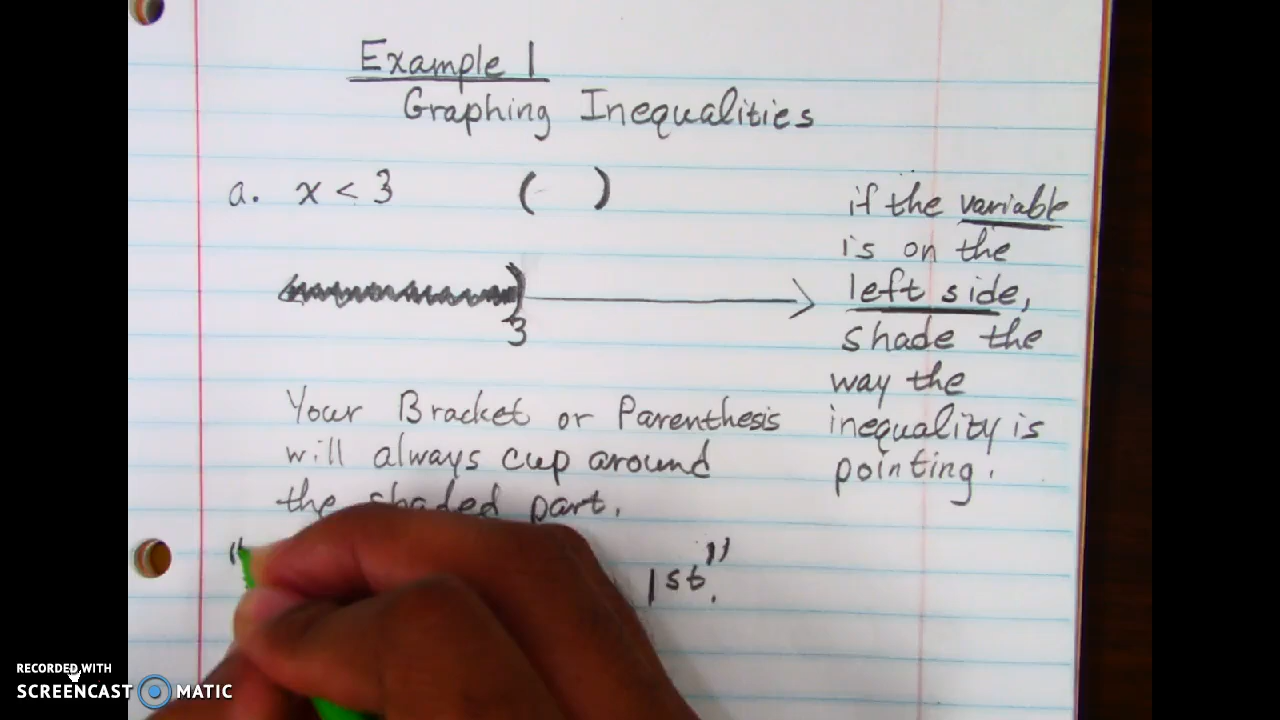 Example 1
Graphing Inequalities
a. x < 3 ( )
3
Your Bracket or Parenthesis
will always cup around
the shaded part.
" 1st."
if the variable
is on the
left side,
shade the
way the
inequality is
pointing.
RECORDED WITH
SCREENCAST MATIC